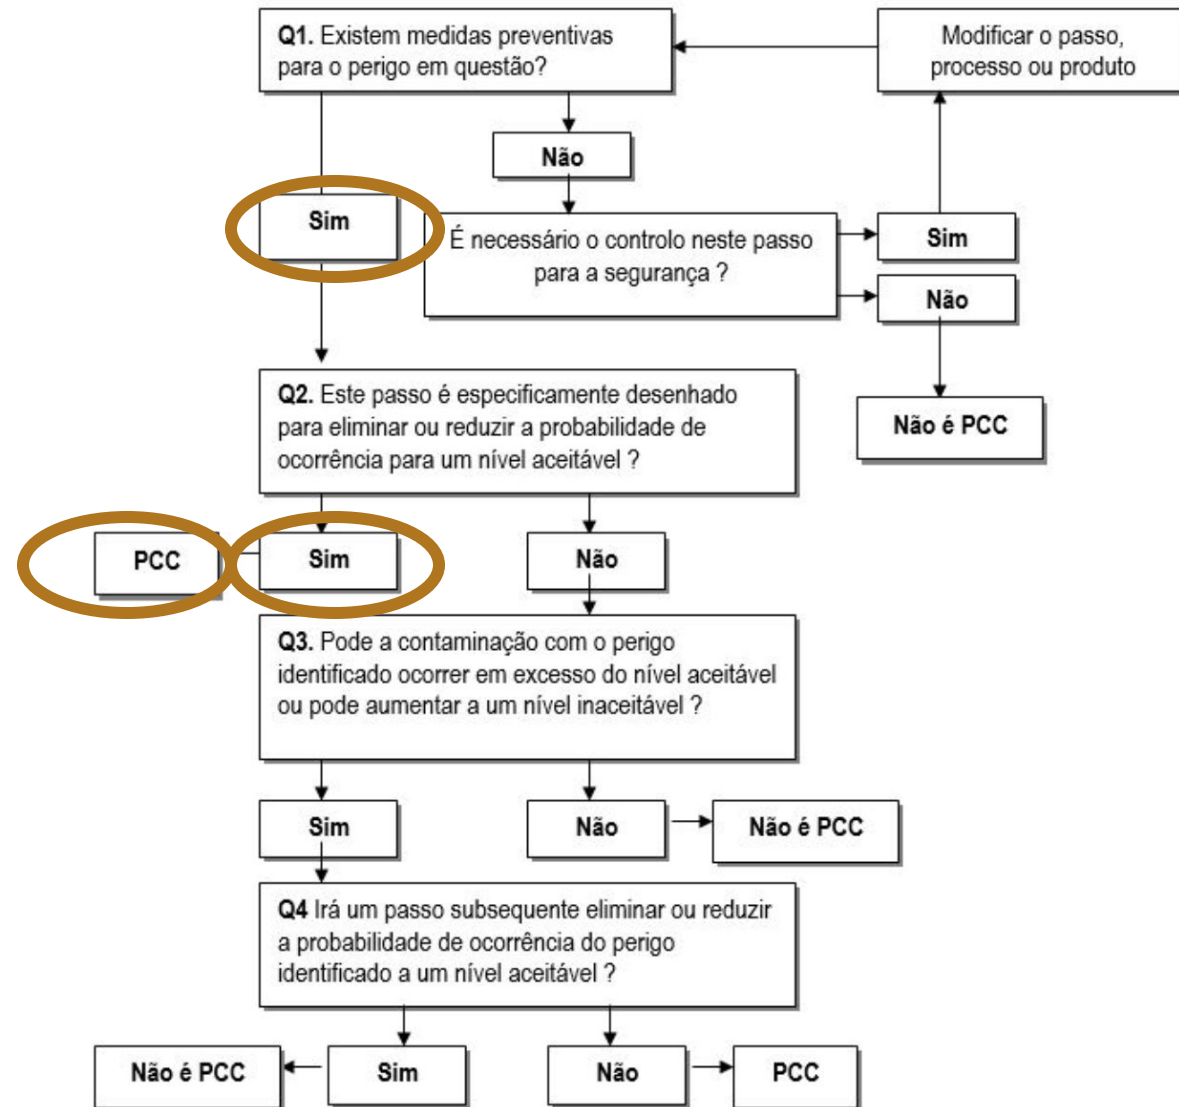 Q1. Existem medidas preventivas
para o perigo em questão?
Modificar o passo,
processo ou produto
Não
Sim
É necessário o controlo neste passo
para a segurança ?
Sim
Não
Não é PCC
Q2. Este passo é especificamente desenhado
para eliminar ou reduzir a probabilidade de
ocorrência para um nível aceitável ?
PCC
Sim
Não
Q3. Pode a contaminação com o perigo
identificado ocorrer em excesso do nível aceitável
ou pode aumentar a um nível inaceitável ?
Sim
Não
Não é PCC
Q4 Irá um passo subsequente eliminar ou reduzir
a probabilidade de ocorrência do perigo
identificado a um nível aceitável ?
Não é PCC
Sim
Não
PCC